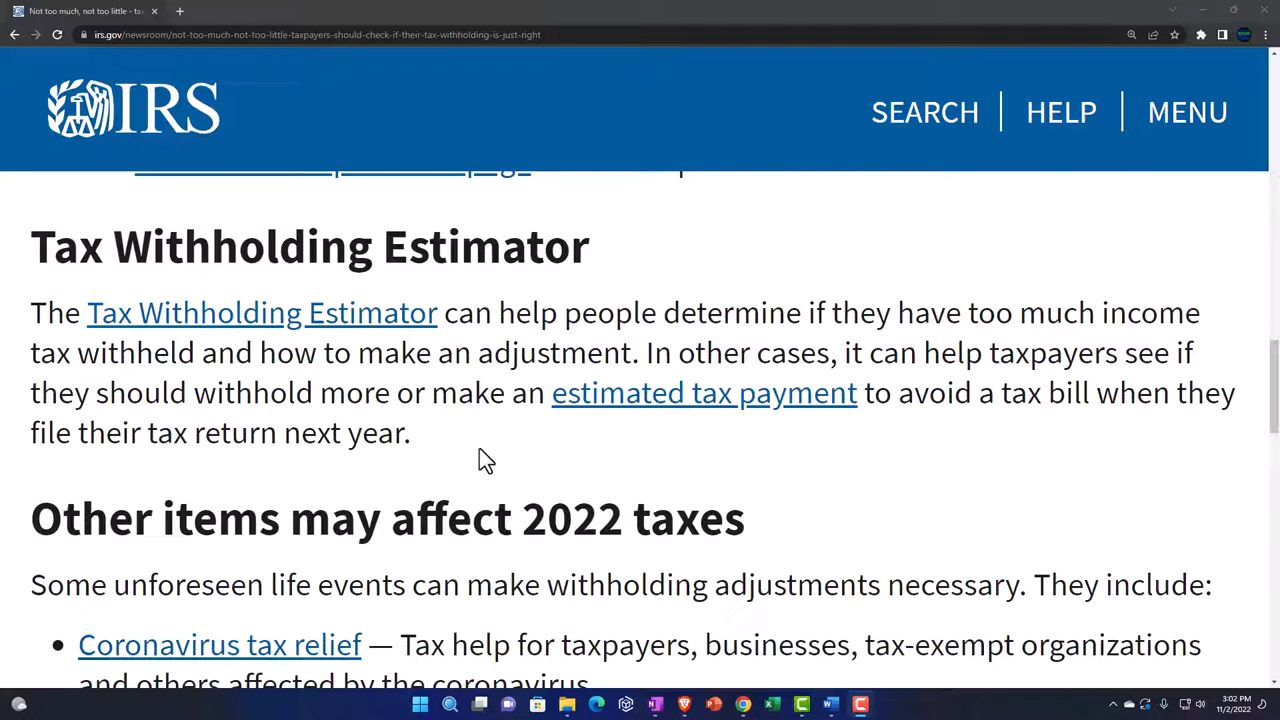 Not too much, not too little - ta
irs.gov/newsroom/not-too-much-not-too-little-taxpayers-should-check-if-their-tax-withholding-is-just-right
IRS
SEARCH HELP MENU
Tax Withholding Estimator
The Tax Withholding Estimator can help people determine if they have too much income
tax withheld and how to make an adjustment. In other cases, it can help taxpayers see if
they should withhold more or make an estimated tax payment to avoid a tax bill when they
file their tax return next year.
Other items may affect 2022 taxes
Some unforeseen life events can make withholding adjustments necessary. They include:
• Coronavirus tax relief — Tax help for taxpayers, businesses, tax-exempt organizations
and others affected by the coronavirus
3:02 PM
11/2/2022